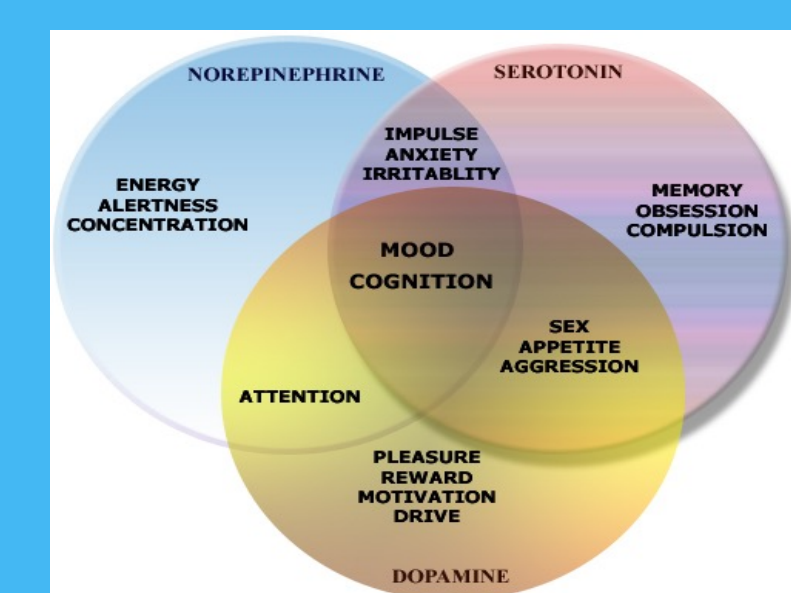 NOREPINEPHRINE
SEROTONIN
IMPULSE
ANXIETY
IRRITABLITY
ENERGY
ALERTNESS
CONCENTRATION
MEMORY
OBSESSION
COMPULSION
MOOD
COGNITION
SEX
APPETITE
AGGRESSION
ATTENTION
PLEASURE
REWARD
MOTIVATION
DRIVE
DOPAMINE